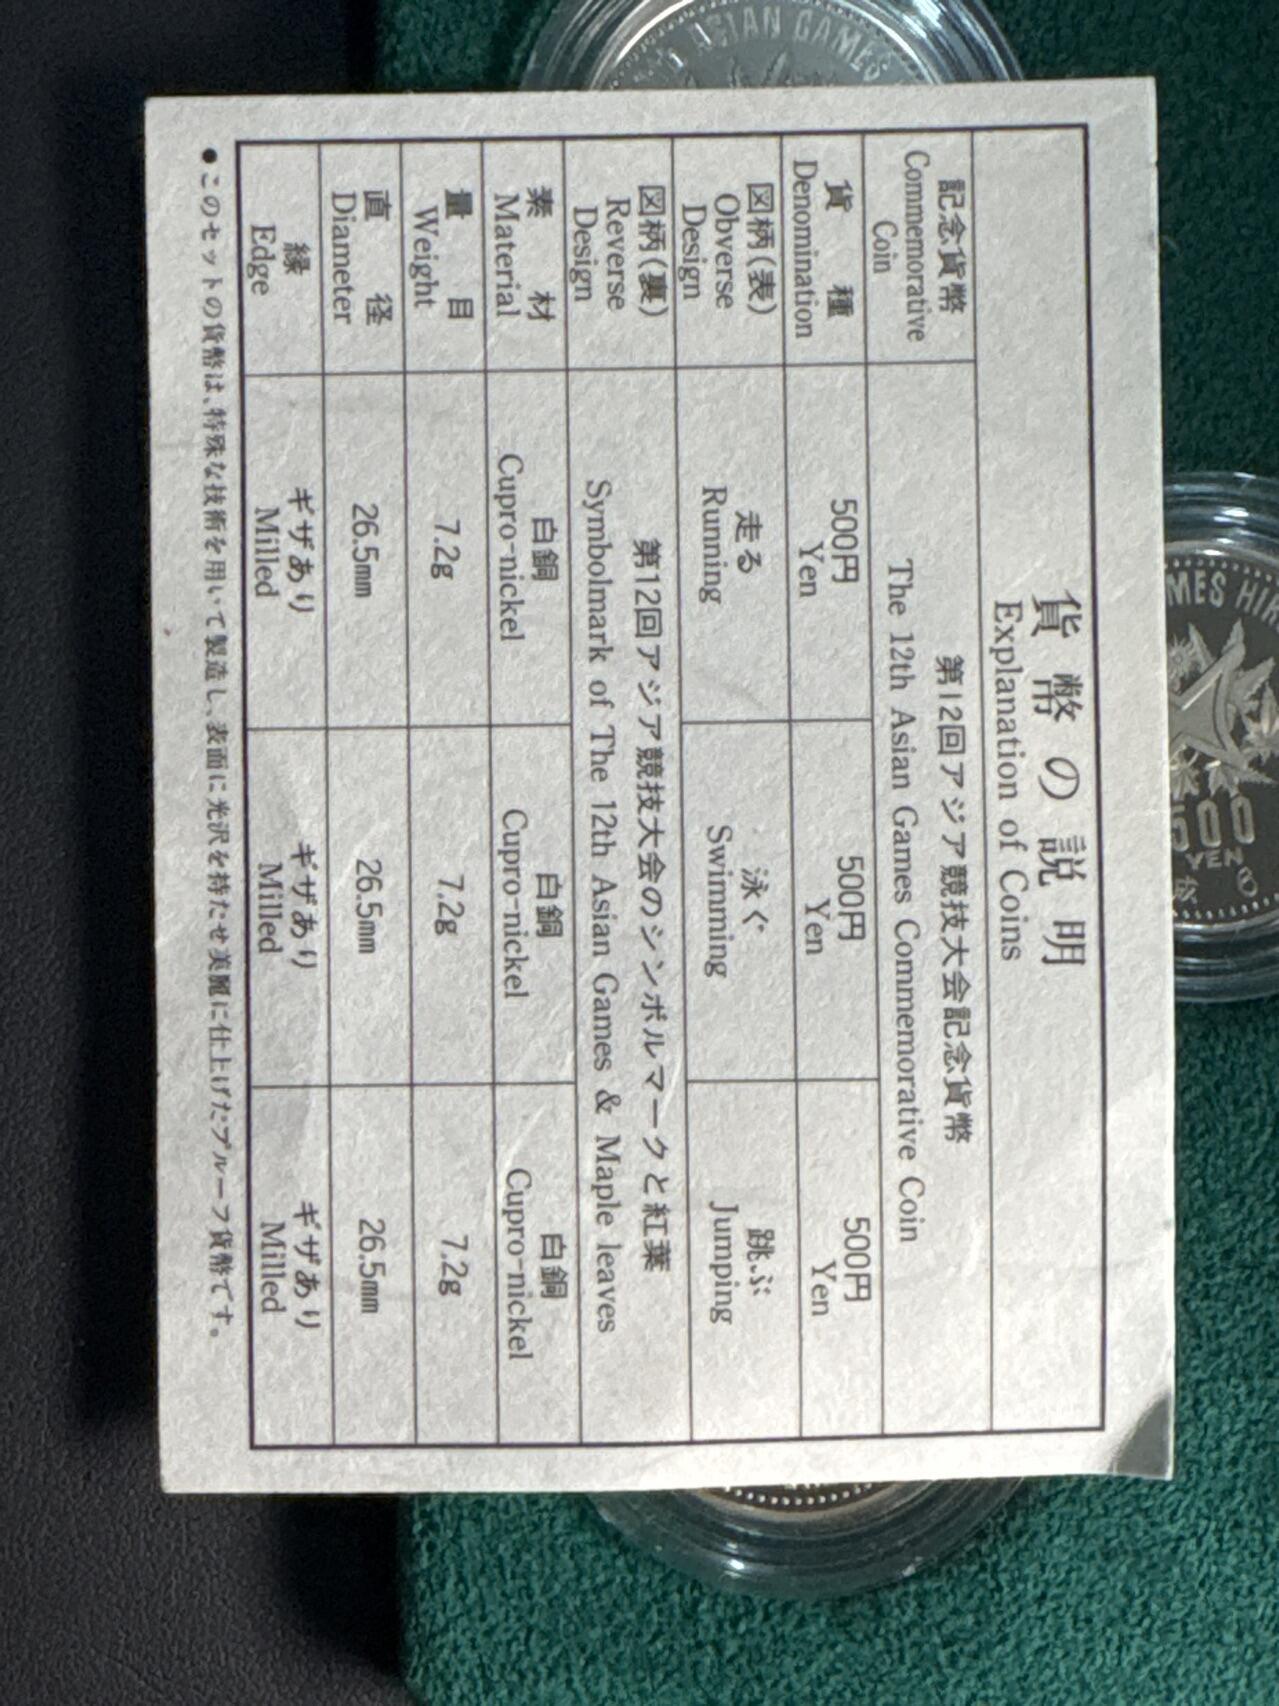 貨幣の説明
Explanation of Coins
記念貨幣
Commemorative
Coin
第12回アジア競技大会記念貨幣
The 12th Asian Games Commemorative Coin
貨種
Denomination
500円
Yen
500円
Yen
500円
Yen
図柄(表)
Obverse
Design
走る
Running
泳ぐ
Swimming
跳ぶ
Jumping
図柄(裏)
Reverse
Design
第12回アジア競技大会のシンボルマークと紅葉
Symbolmark of The 12th Asian Games & Maple leaves
素材
Material
白銅
Cupro-nickel
白銅
Cupro-nickel
白銅
Cupro-nickel
量目
Weight
7.2g
7.2g
7.2g
直径
Diameter
26.5mm
26.5mm
26.5mm
縁
Edge
ギザあり
Milled
ギザあり
Milled
ギザあり
Milled
●このセットの貨幣は、特殊な技術を用いて製造し、表面に光沢を持たせ美麗に仕上げたプルーフ貨幣です。
ASIAN GAMES
MES HIR
500
YEN